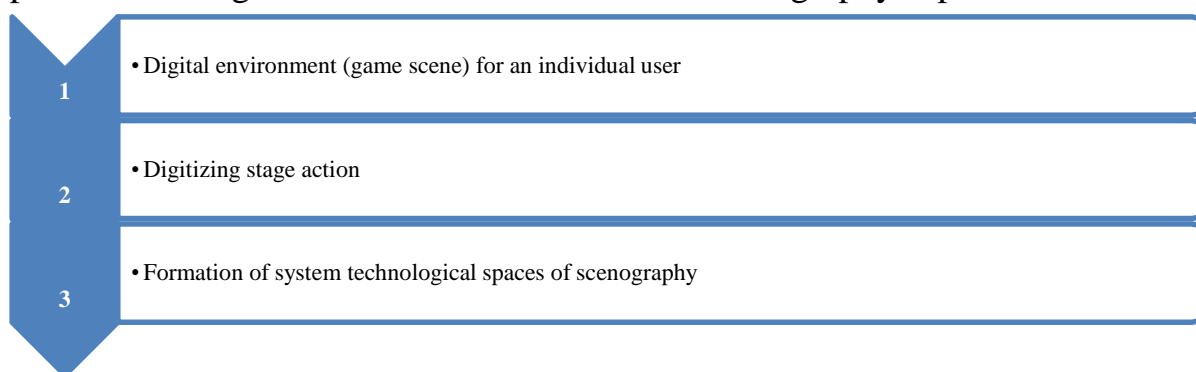 1
• Digital environment (game scene) for an individual user
2
• Digitizing stage action
3
• Formation of system technological spaces of scenography